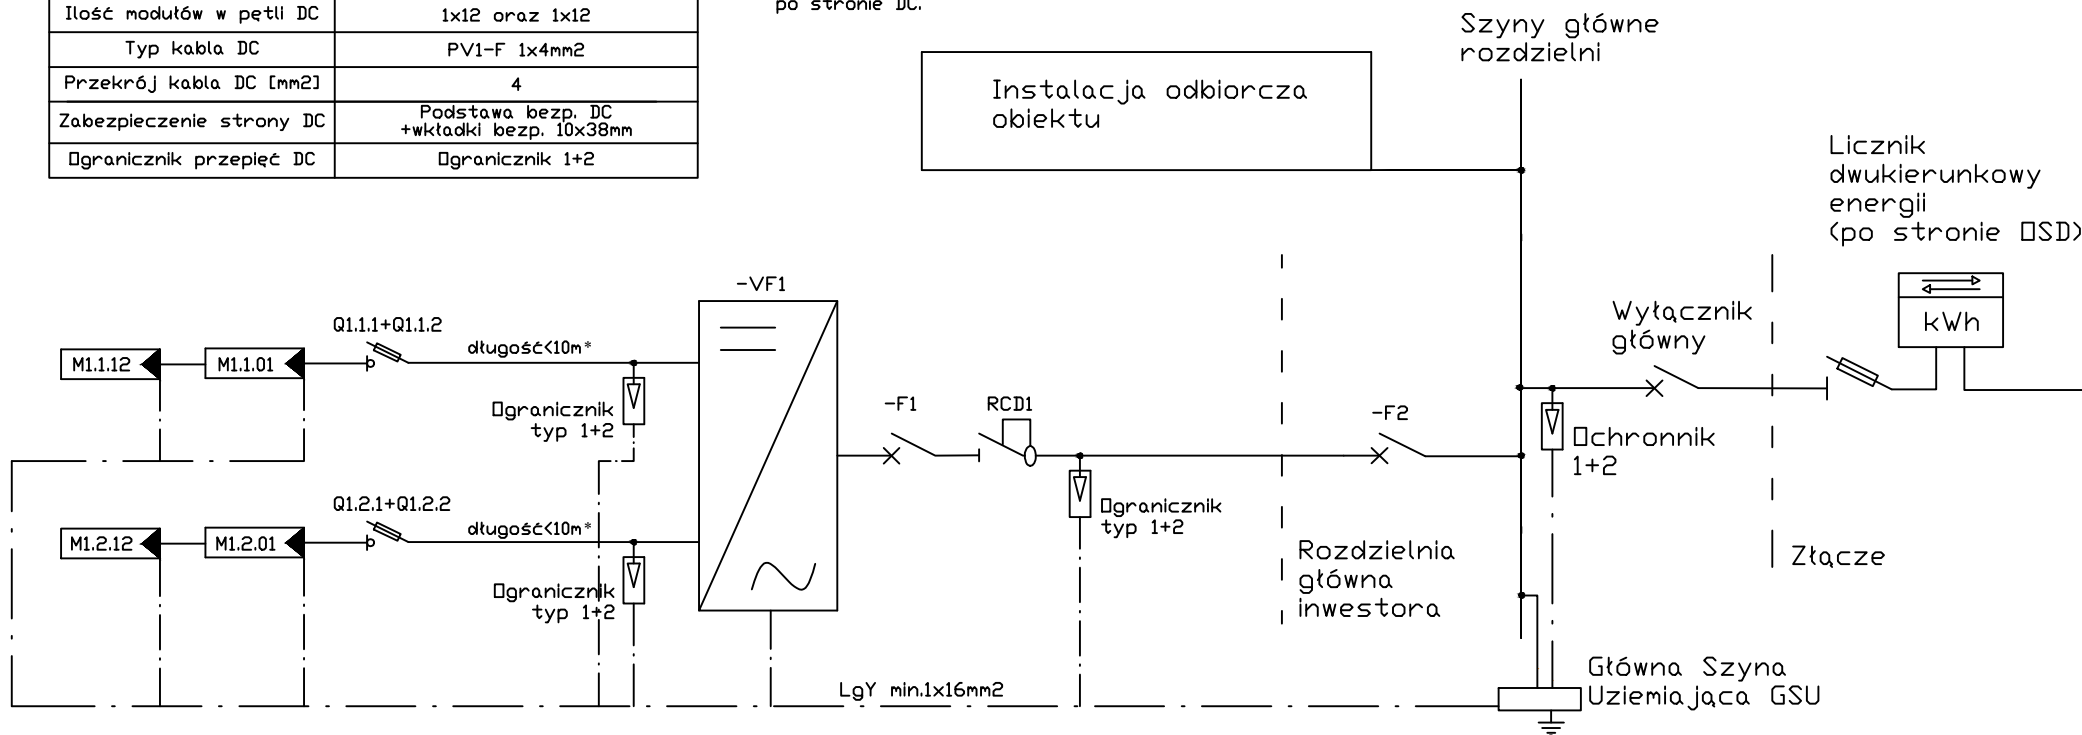 Ilość modułów w pętli DC
1x12 oraz 1x12
Typ kabla DC
PV1-F 1x4mm2
Przekrój kabla DC [mm2]
4
Zabezpieczenie strony DC
Podstawa bezp. DC
+wkładki bezp. 10x38mm
Ogranicznik przepięć DC
Ogranicznik 1+2
po stronie DC.
Instalacja odbiorcza
obiektu
Szyny główne
rozdzielni
Licznik
dwukierunkowy
energii
(po stronie OSD)
kWh
Wyłącznik
główny
-VF1
Q1.1.1+Q1.1.2
długość<10m*
M1.1.12
M1.1.01
Ogranicznik
typ 1+2
-F1
RCD1
-F2
Ochronnik
1+2
Q1.2.1+Q1.2.2
długość<10m*
M1.2.12
M1.2.01
Ogranicznik
typ 1+2
Ogranicznik
typ 1+2
Rozdzielnia
główna
inwestora
Złącze
LgY min.1x16mm2
Główna Szyna
Uziemiająca GSU